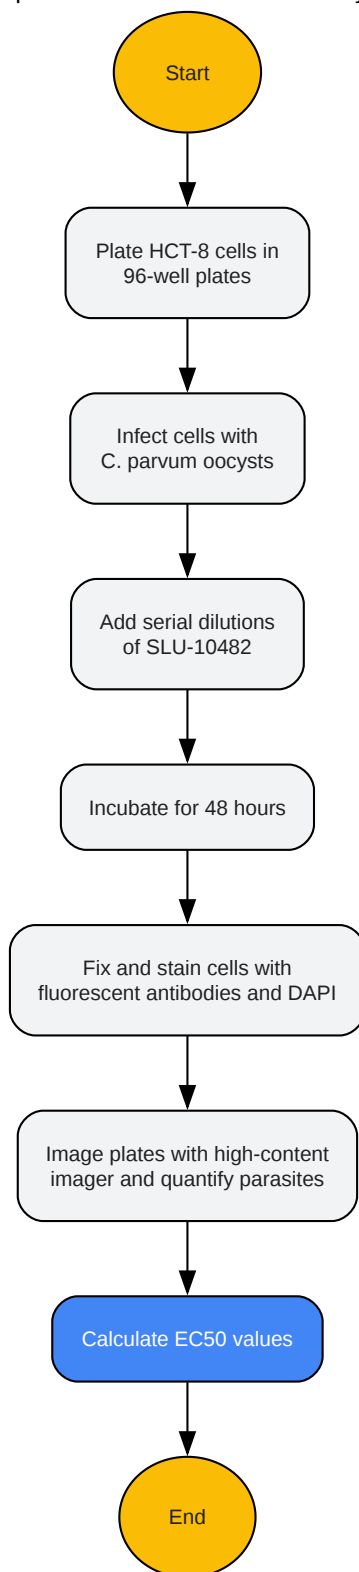 Start
Plate HCT-8 cells in
96-well plates
Infect cells with
C. parvum oocysts
Add serial dilutions
of SLU-10482
Incubate for 48 hours
Fix and stain cells with
fluorescent antibodies and DAPI
Image plates with high-content
imager and quantify parasites
Calculate EC50 values
End